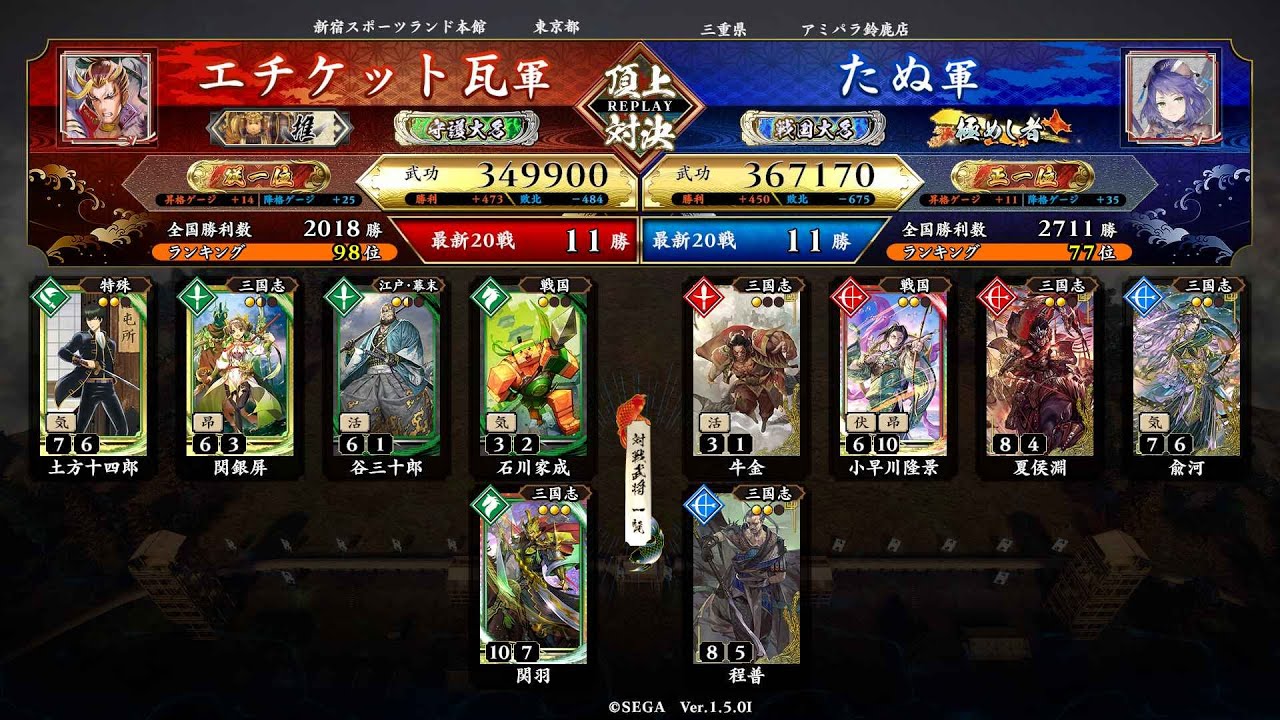 新宿スポーツランド本館 東京都
三重県 アミパラ鈴鹿店
エチケット瓦軍
頂上
REPLAY
対決
たぬ軍
推
守護大名
戦国大名
極めし者
従一位
武功 349900
武功 367170
正一位
昇格ゲージ +14 降格ゲージ +25
勝利 +473 敗北 -484
勝利 +450 敗北 -675
昇格ゲージ +11 降格ゲージ +35
全国勝利数 2018勝
最新20戦 11勝
最新20戦 11勝
全国勝利数 2711勝
ランキング 98位
ランキング 77位
特殊
屯所
気
7 6
土方十四郎
三国志
昂
6 3
関銀屏
江戸・幕末
活
6 1
谷三十郎
戦国
気
3 2
石川家成
三国志
活
3 1
牛金
戦国
伏 昂
6 10
小早川隆景
三国志
8 4
夏侯淵
三国志
気
7 6
兪河
対戦武将一覧
三国志
10 7
関羽
三国志
8 5
程普
©SEGA Ver.1.5.0I